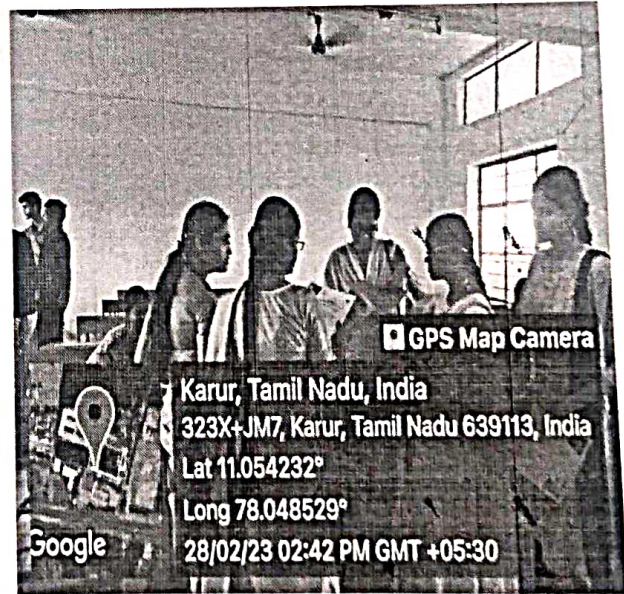 GPS Map Camera
Karur, Tamil Nadu, India
323X+JM7, Karur, Tamil Nadu 639113, India
Lat 11.054232°
Long 78.048529°
28/02/23 02:42 PM GMT +05:30
Google